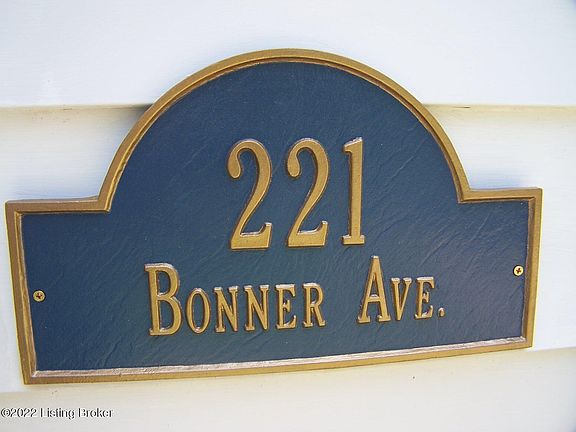 221
BONNER AVE.
©2022 Listing Broker